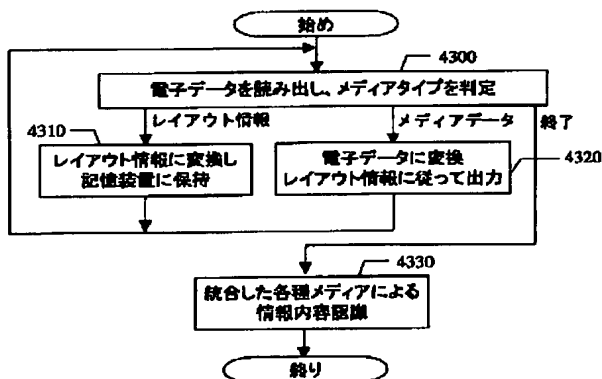 始め
4300
電子データを読み出し、メディアタイプを判定
レイアウト情報
メディアデータ
終了
4310
レイアウト情報に変換し
記憶装置に保持
電子データに変換
レイアウト情報に従って出力
4320
4330
統合した各種メディアによる
情報内容認識
終り